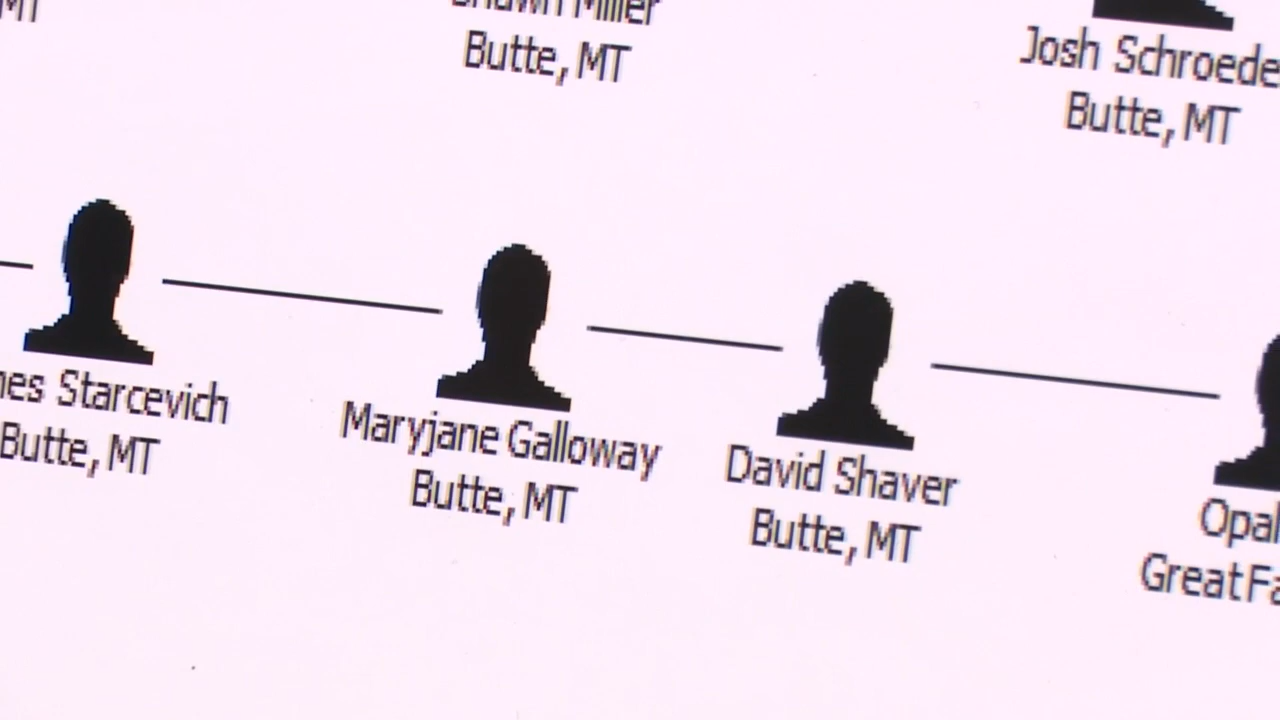 MT
Shawn Miller
Butte, MT
Josh Schroede
Butte, MT
nes Starcevich
Butte, MT
Maryjane Galloway
Butte, MT
David Shaver
Butte, MT
Opal
Great Fa